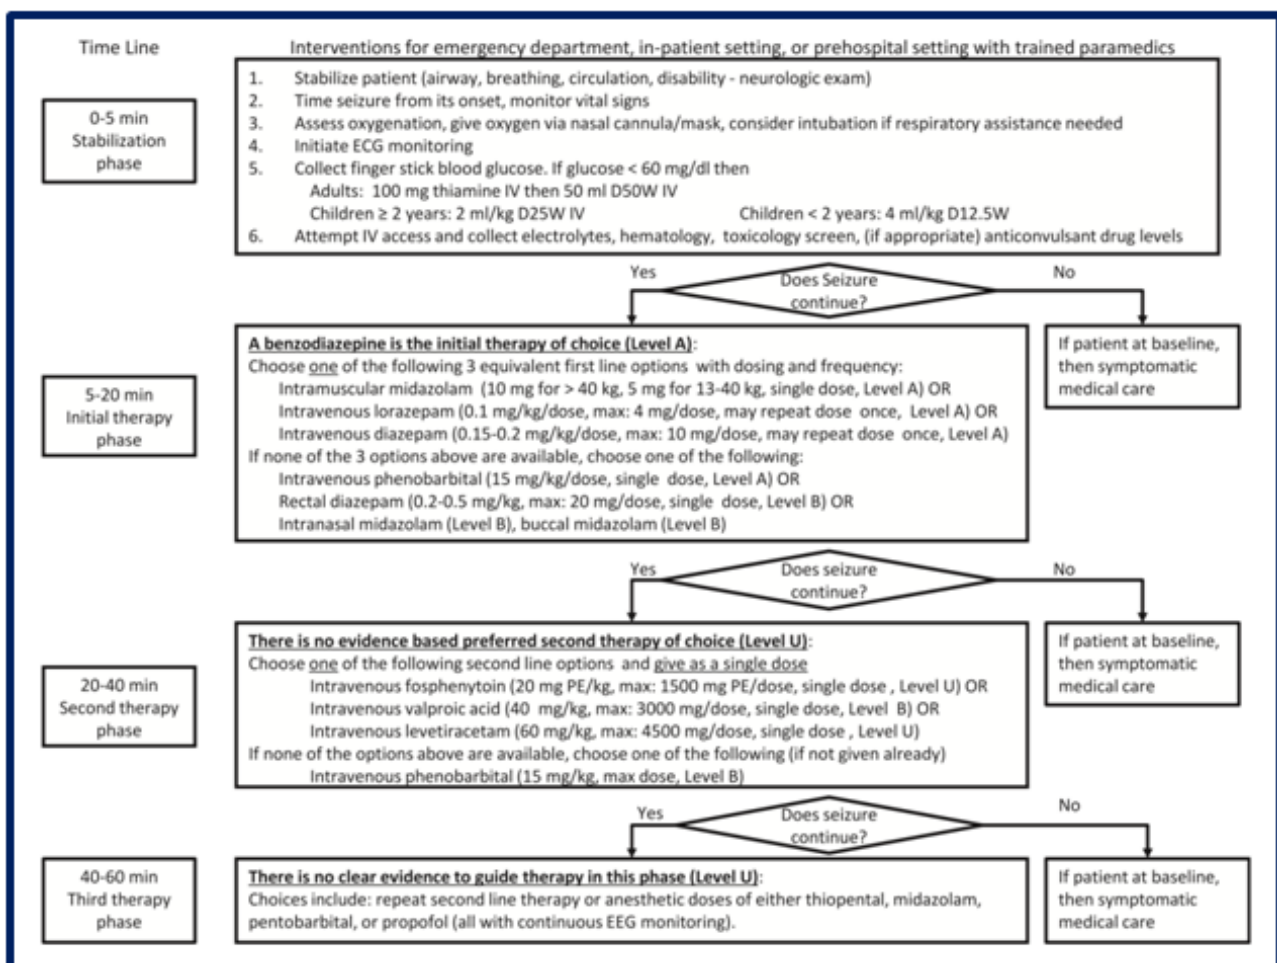 Time Line
Interventions for emergency department, in-patient setting, or prehospital setting with trained paramedics
0-5 min
Stabilization
phase
1. Stabilize patient (airway, breathing, circulation, disability - neurologic exam)
2. Time seizure from its onset, monitor vital signs
3. Assess oxygenation, give oxygen via nasal cannula/mask, consider intubation if respiratory assistance needed
4. Initiate ECG monitoring
5. Collect finger stick blood glucose. If glucose < 60 mg/dl then
Adults: 100 mg thiamine IV then 50 ml D50W IV
Children ≥ 2 years: 2 ml/kg D25W IV Children < 2 years: 4 ml/kg D12.5W
6. Attempt IV access and collect electrolytes, hematology, toxicology screen, (if appropriate) anticonvulsant drug levels
Yes
Does Seizure
continue?
No
5-20 min
Initial therapy
phase
A benzodiazepine is the initial therapy of choice (Level A):
Choose one of the following 3 equivalent first line options with dosing and frequency:
Intramuscular midazolam (10 mg for > 40 kg, 5 mg for 13-40 kg, single dose, Level A) OR
Intravenous lorazepam (0.1 mg/kg/dose, max: 4 mg/dose, may repeat dose once, Level A) OR
Intravenous diazepam (0.15-0.2 mg/kg/dose, max: 10 mg/dose, may repeat dose once, Level A)
If none of the 3 options above are available, choose one of the following:
Intravenous phenobarbital (15 mg/kg/dose, single dose, Level A) OR
Rectal diazepam (0.2-0.5 mg/kg, max: 20 mg/dose, single dose, Level B) OR
Intranasal midazolam (Level B), buccal midazolam (Level B)
If patient at baseline,
then symptomatic
medical care
Yes
Does seizure
continue?
No
20-40 min
Second therapy
phase
There is no evidence based preferred second therapy of choice (Level U):
Choose one of the following second line options and give as a single dose
Intravenous fosphenytoin (20 mg PE/kg, max: 1500 mg PE/dose, single dose , Level U) OR
Intravenous valproic acid (40 mg/kg, max: 3000 mg/dose, single dose, Level B) OR
Intravenous levetiracetam (60 mg/kg, max: 4500 mg/dose, single dose , Level U)
If none of the options above are available, choose one of the following (if not given already)
Intravenous phenobarbital (15 mg/kg, max dose, Level B)
If patient at baseline,
then symptomatic
medical care
Yes
Does seizure
continue?
No
40-60 min
Third therapy
phase
There is no clear evidence to guide therapy in this phase (Level U):
Choices include: repeat second line therapy or anesthetic doses of either thiopental, midazolam,
pentobarbital, or propofol (all with continuous EEG monitoring).
If patient at baseline,
then symptomatic
medical care